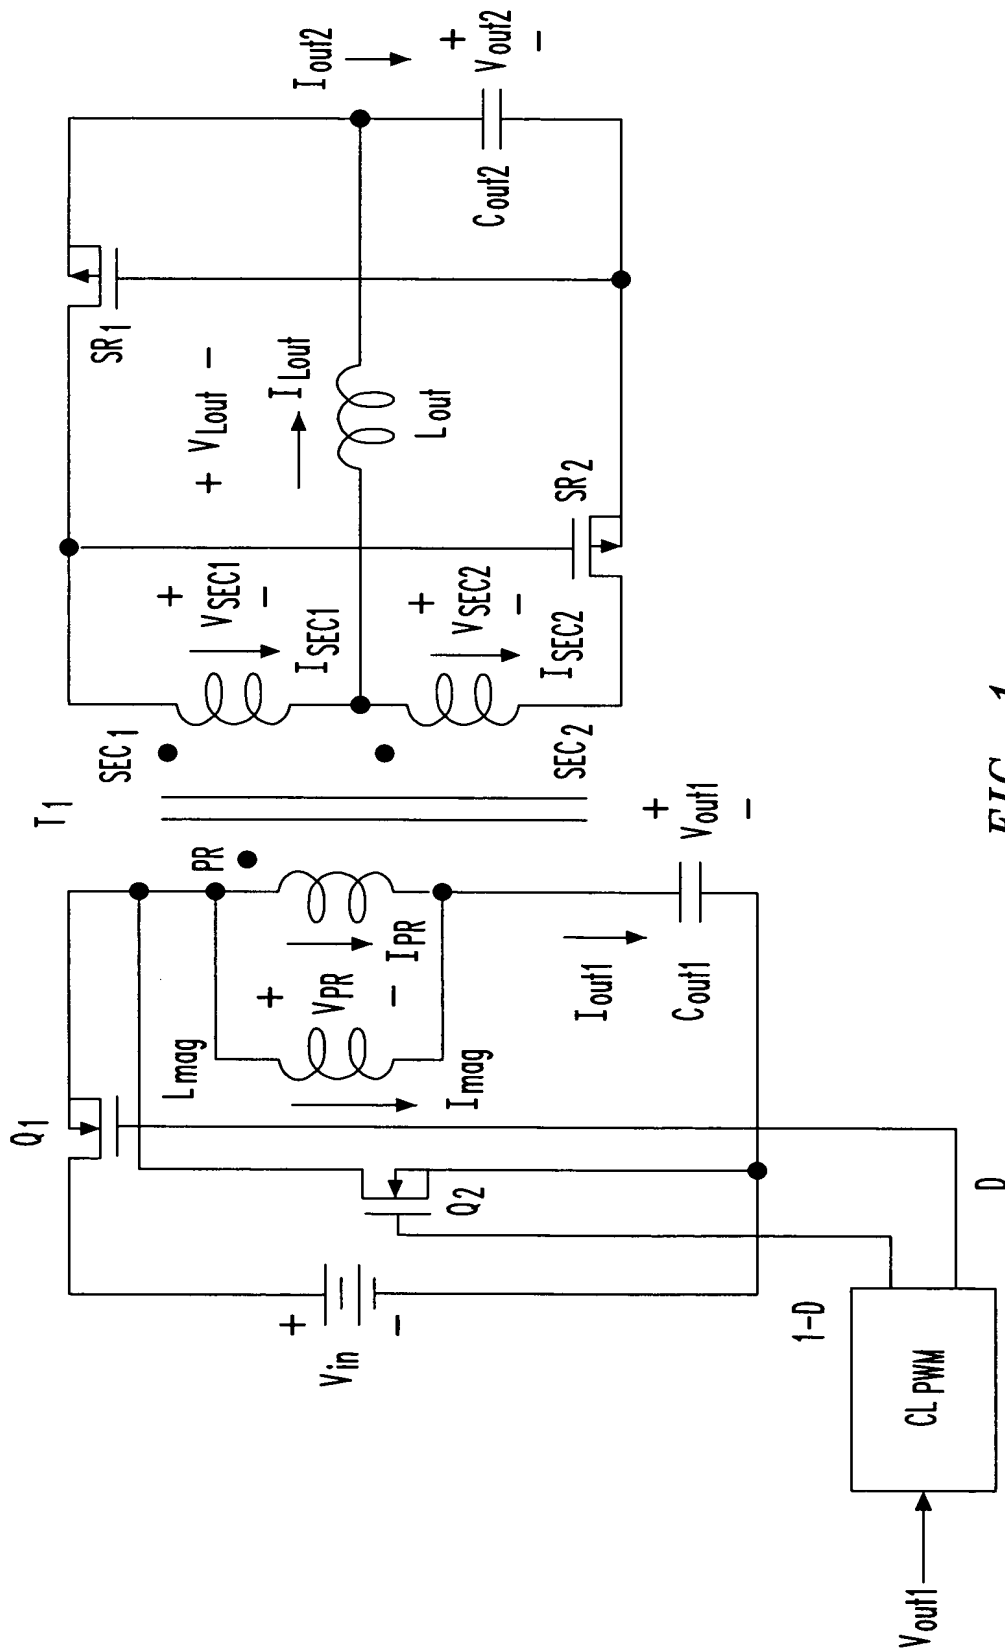 Q1
T1
PR
SEC1
SR1
Iout2
Lmag
+
VPR
-
IPR
Imag
+
VSEC1
-
ISEC1
+ VLout -
ILout
Lout
+
Vout2
-
Cout2
+
Vin
-
Q2
+
VSEC2
-
ISEC2
SEC2
SR2
Iout1
Cout1
+
Vout1
-
1-D
D
CL PWM
Vout1
FIG. 1